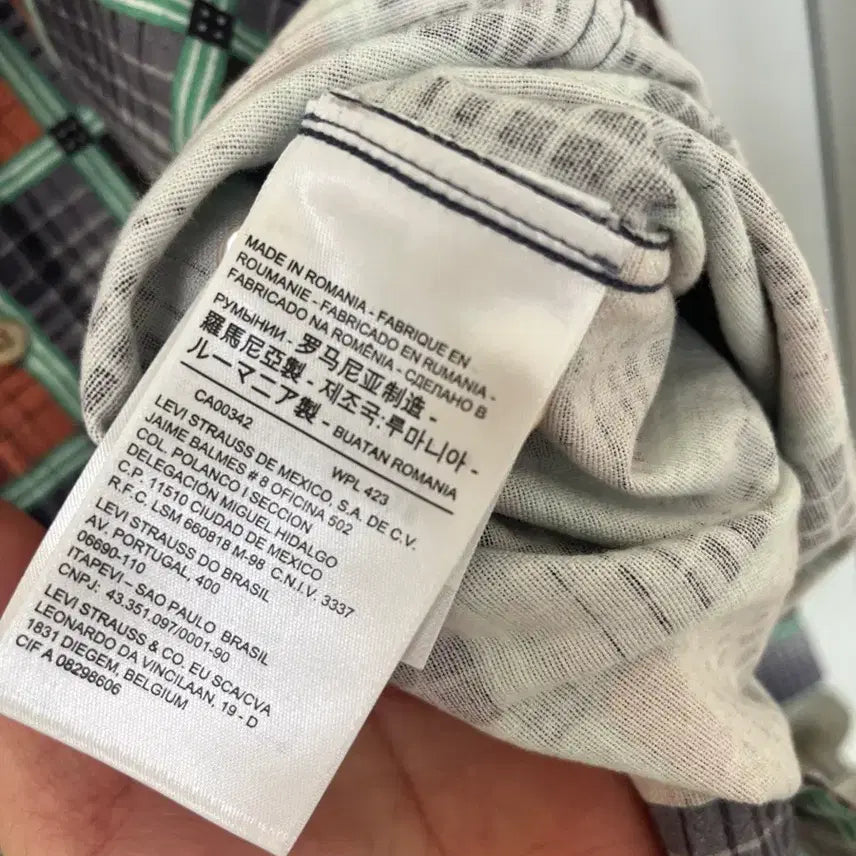 MADE IN ROMANIA - FABRIQUE EN
ROUMANIE - FABRICADO EN RUMANIA -
FABRICADO NA ROMÊNIA - СДЕЛАНО В
РУМЫНИИ - 罗马尼亚制造 -
羅馬尼亞製 - 제조국:루마니아 -
ルーマニア製 - BUATAN ROMANIA
CA00342 WPL 423
LEVI STRAUSS DE MEXICO, S.A. DE C.V.
JAIME BALMES # 8 OFICINA 502
COL. POLANCO I SECCION
DELEGACIÓN MIGUEL HIDALGO
C.P. 11510 CIUDAD DE MEXICO
R.F.C. LSM 660818 M-98 C.N.I.V. 3337
LEVI STRAUSS DO BRASIL
AV. PORTUGAL, 400
06690-110
ITAPEVI - SAO PAULO BRASIL
CNPJ: 43.351.097/0001-90
LEVI STRAUSS & CO. EU SCA/CVA
LEONARDO DA VINCILAAN, 19 - D
1831 DIEGEM, BELGIUM
CIF A 08298606